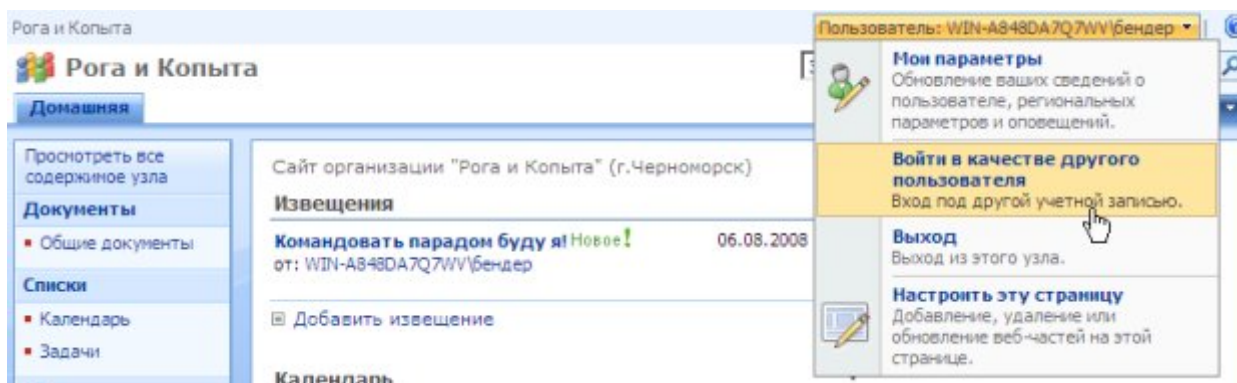 Рога и Копыта
Пользователь: WIN-A848DA7Q7WV\бендер
Рога и Копыта
Домашняя
Просмотреть все
содержимое узла
Документы
Общие документы
Списки
Календарь
Задачи
Сайт организации "Рога и Копыта" (г.Черноморск)
Извещения
Командовать парадом буду я! Новое! 06.08.2008
от: WIN-A848DA7Q7WV\бендер
Добавить извещение
Календарь
Мои параметры
Обновление ваших сведений о
пользователе, региональных
параметров и оповещений.
Войти в качестве другого
пользователя
Вход под другой учетной записью.
Выход
Выход из этого узла.
Настроить эту страницу
Добавление, удаление или
обновление веб-частей на этой
странице.